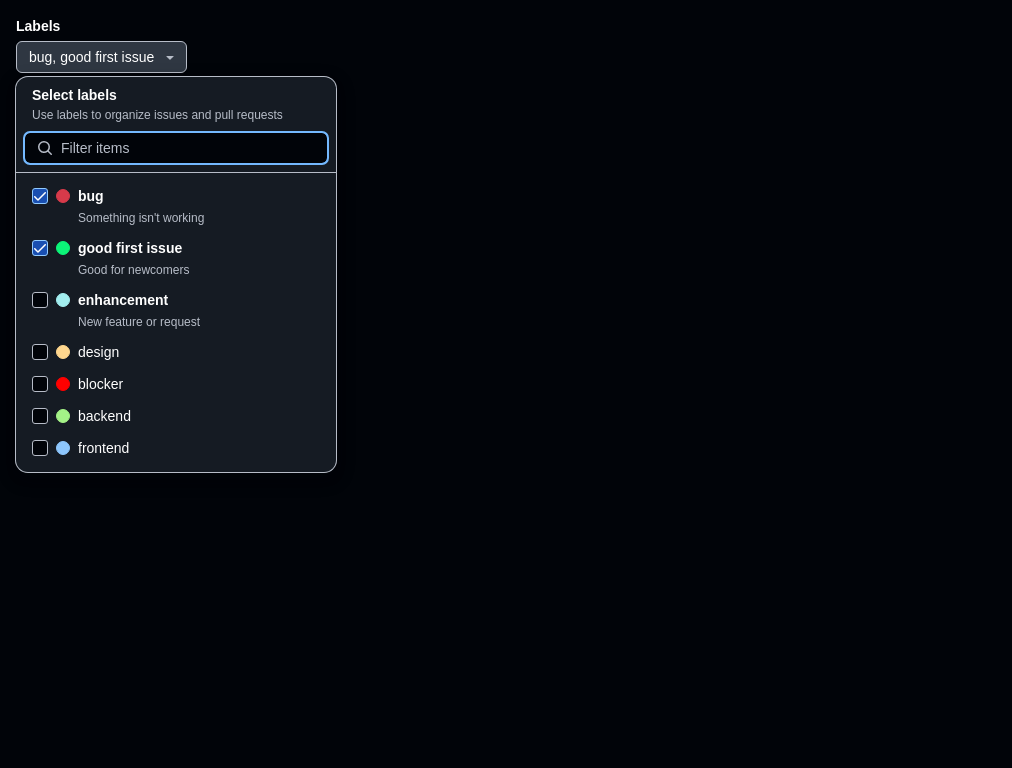 Labels
bug, good first issue
Select labels
Use labels to organize issues and pull requests
Filter items
bug
Something isn't working
good first issue
Good for newcomers
enhancement
New feature or request
design
blocker
backend
frontend